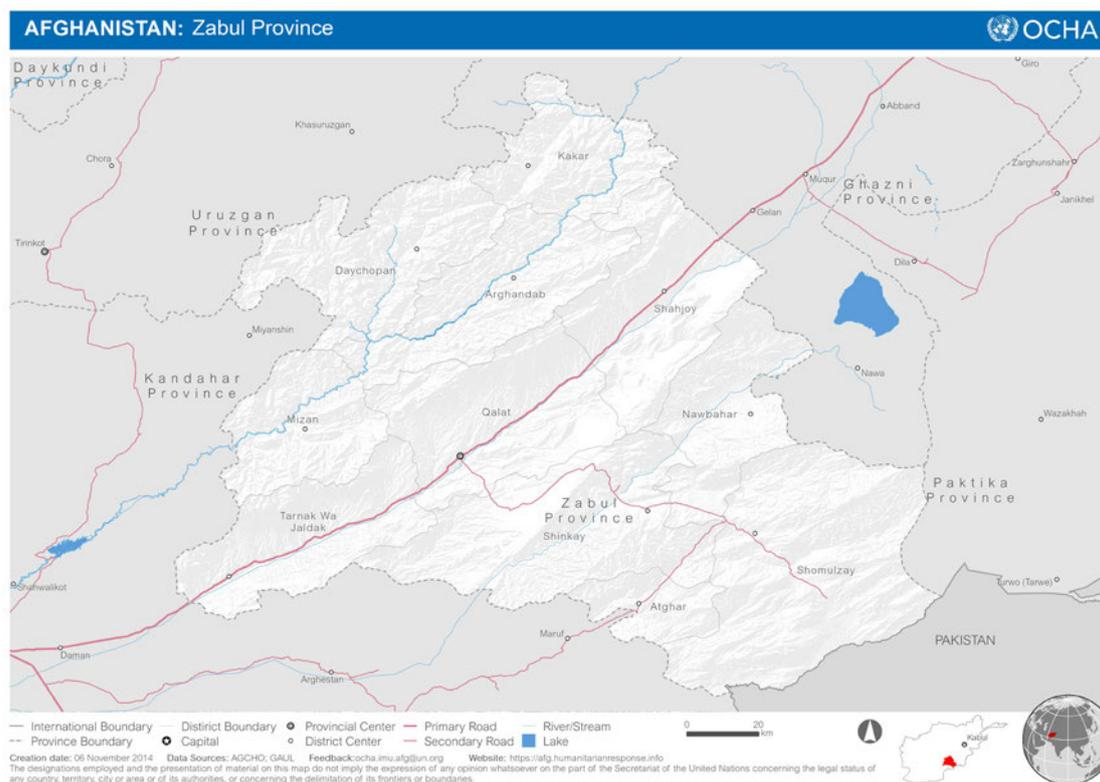 AFGHANISTAN: Zabul Province
OCHA
Daykundi
Province
Giro
Abband
Khasuruzgan
Kakar
Chora
Zarghunshahr
Muqur
Ghazni
Province
Janikhel
Gelan
Uruzgan
Province
Tirinkot
Daychopan
Dila
Arghandab
Shahjoy
Miyanshin
Kandahar
Province
Nawa
Qalat
Nawbahar
Wazakhah
Mizan
Paktika
Province
Zabul
Province
Tarnak Wa
Jaldak
Shinkay
Shomulzay
Shahwalikot
Turwo (Tarwe)
Atghar
Maruf
PAKISTAN
Daman
Arghestan
International Boundary
District Boundary
Provincial Center
Primary Road
River/Stream
0 20
km
Province Boundary
Capital
District Center
Secondary Road
Lake
Kabul
Creation date: 06 November 2014 Data Sources: AGCHO; GAUL Feedback:ocha.imu.afg@un.org Website: https://afg.humanitarianresponse.info
The designations employed and the presentation of material on this map do not imply the expression of any opinion whatsoever on the part of the Secretariat of the United Nations concerning the legal status of
any country, territory, city or area or of its authorities, or concerning the delimitation of its frontiers or boundaries.